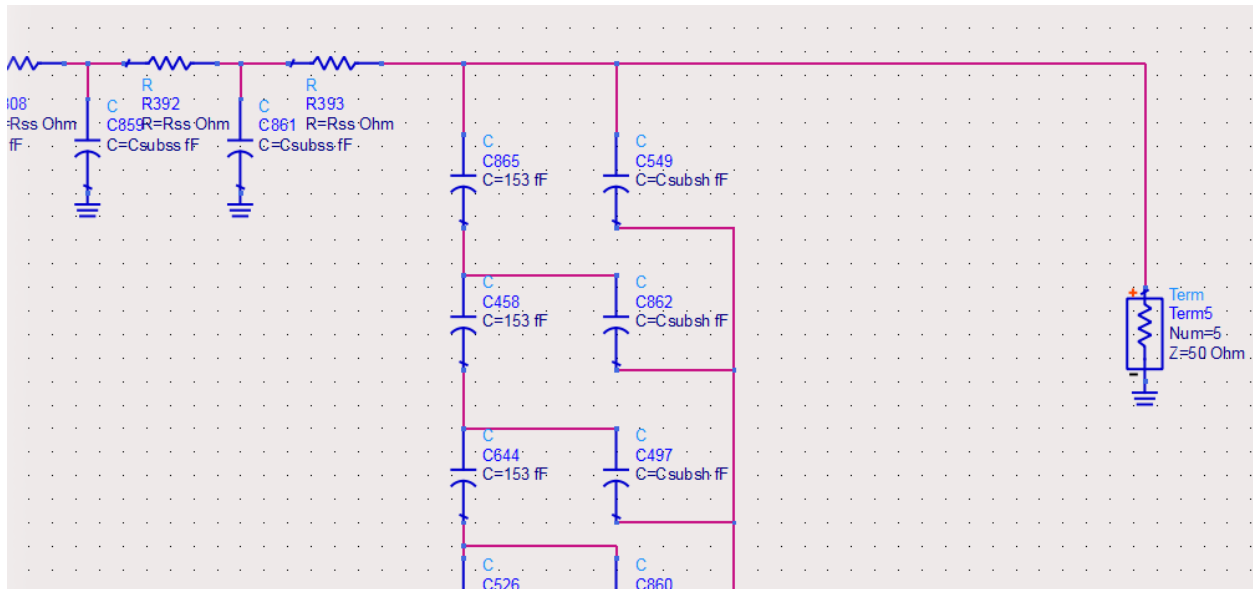 R
R392
R=Rss Ohm
R
R393
R=Rss Ohm
308
=Rss Ohm
fF
C
C859
C=Csubss fF
C
C861
C=Csubss fF
C
C865
C=153 fF
C
C549
C=Csubsh fF
C
C458
C=153 fF
C
C862
C=Csubsh fF
+
Term
Term5
Num=5
Z=50 Ohm
-
C
C644
C=153 fF
C
C497
C=Csubsh fF
C
C526
C
C860